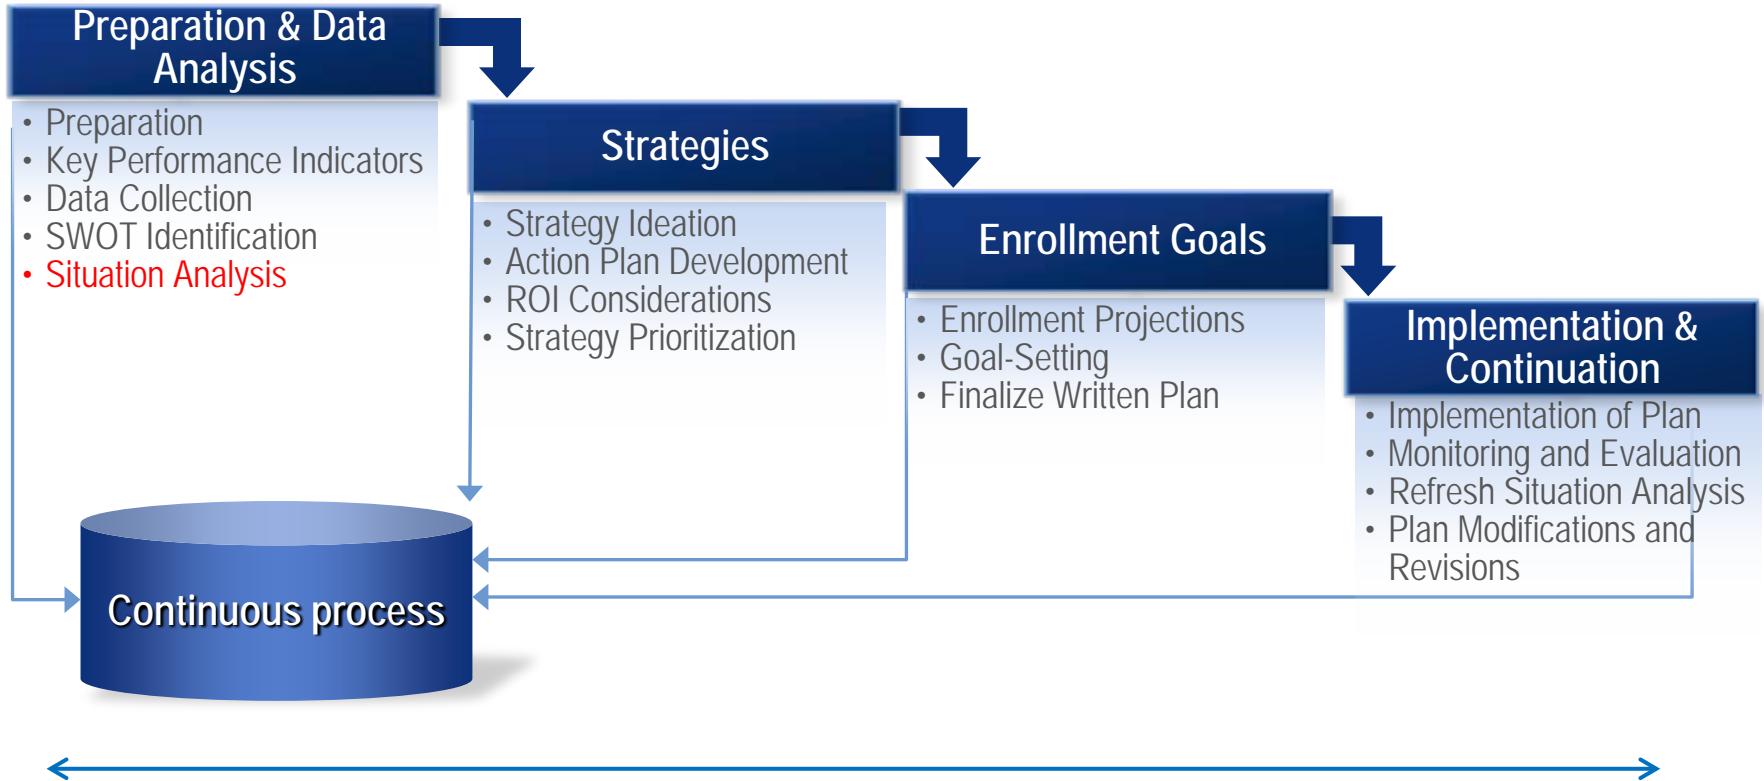 Preparation & Data
Analysis
• Preparation
• Key Performance Indicators
• Data Collection
• SWOT Identification
• Situation Analysis
Strategies
• Strategy Ideation
• Action Plan Development
• ROI Considerations
• Strategy Prioritization
Enrollment Goals
• Enrollment Projections
• Goal-Setting
• Finalize Written Plan
Implementation &
Continuation
• Implementation of Plan
• Monitoring and Evaluation
• Refresh Situation Analysis
• Plan Modifications and
Revisions
Continuous process